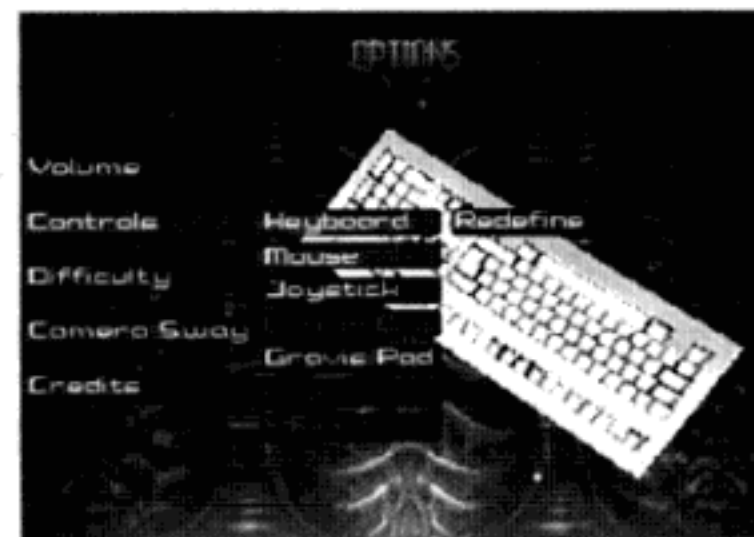 OPTIONS
Volume
Controls
Keyboard
Redefine
Mouse
Joystick
Difficulty
Camera Sway
Gravis Pad
Credits